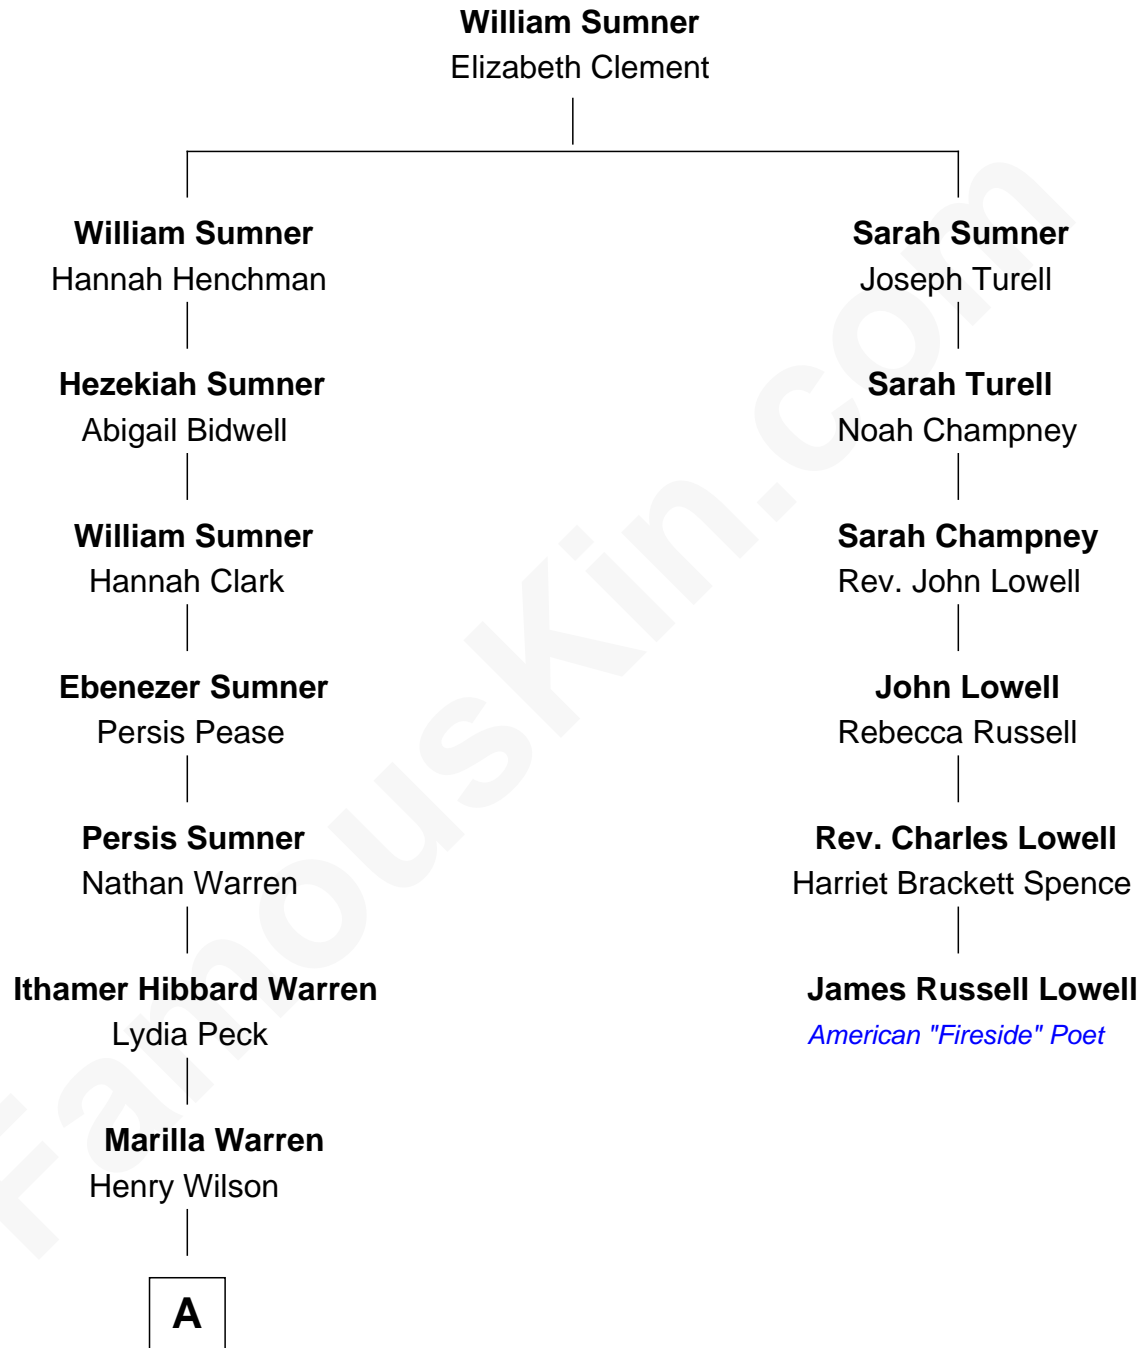 William Sumner
Elizabeth Clement
William Sumner
Hannah Henchman
Sarah Sumner
Joseph Turell
Hezekiah Sumner
Abigail Bidwell
Sarah Turell
Noah Champney
William Sumner
Hannah Clark
Sarah Champney
Rev. John Lowell
Ebenezer Sumner
Persis Pease
John Lowell
Rebecca Russell
Persis Sumner
Nathan Warren
Rev. Charles Lowell
Harriet Brackett Spence
Ithamer Hibbard Warren
Lydia Peck
James Russell Lowell
American "Fireside" Poet
Marilla Warren
Henry Wilson
A
FamousKin.com